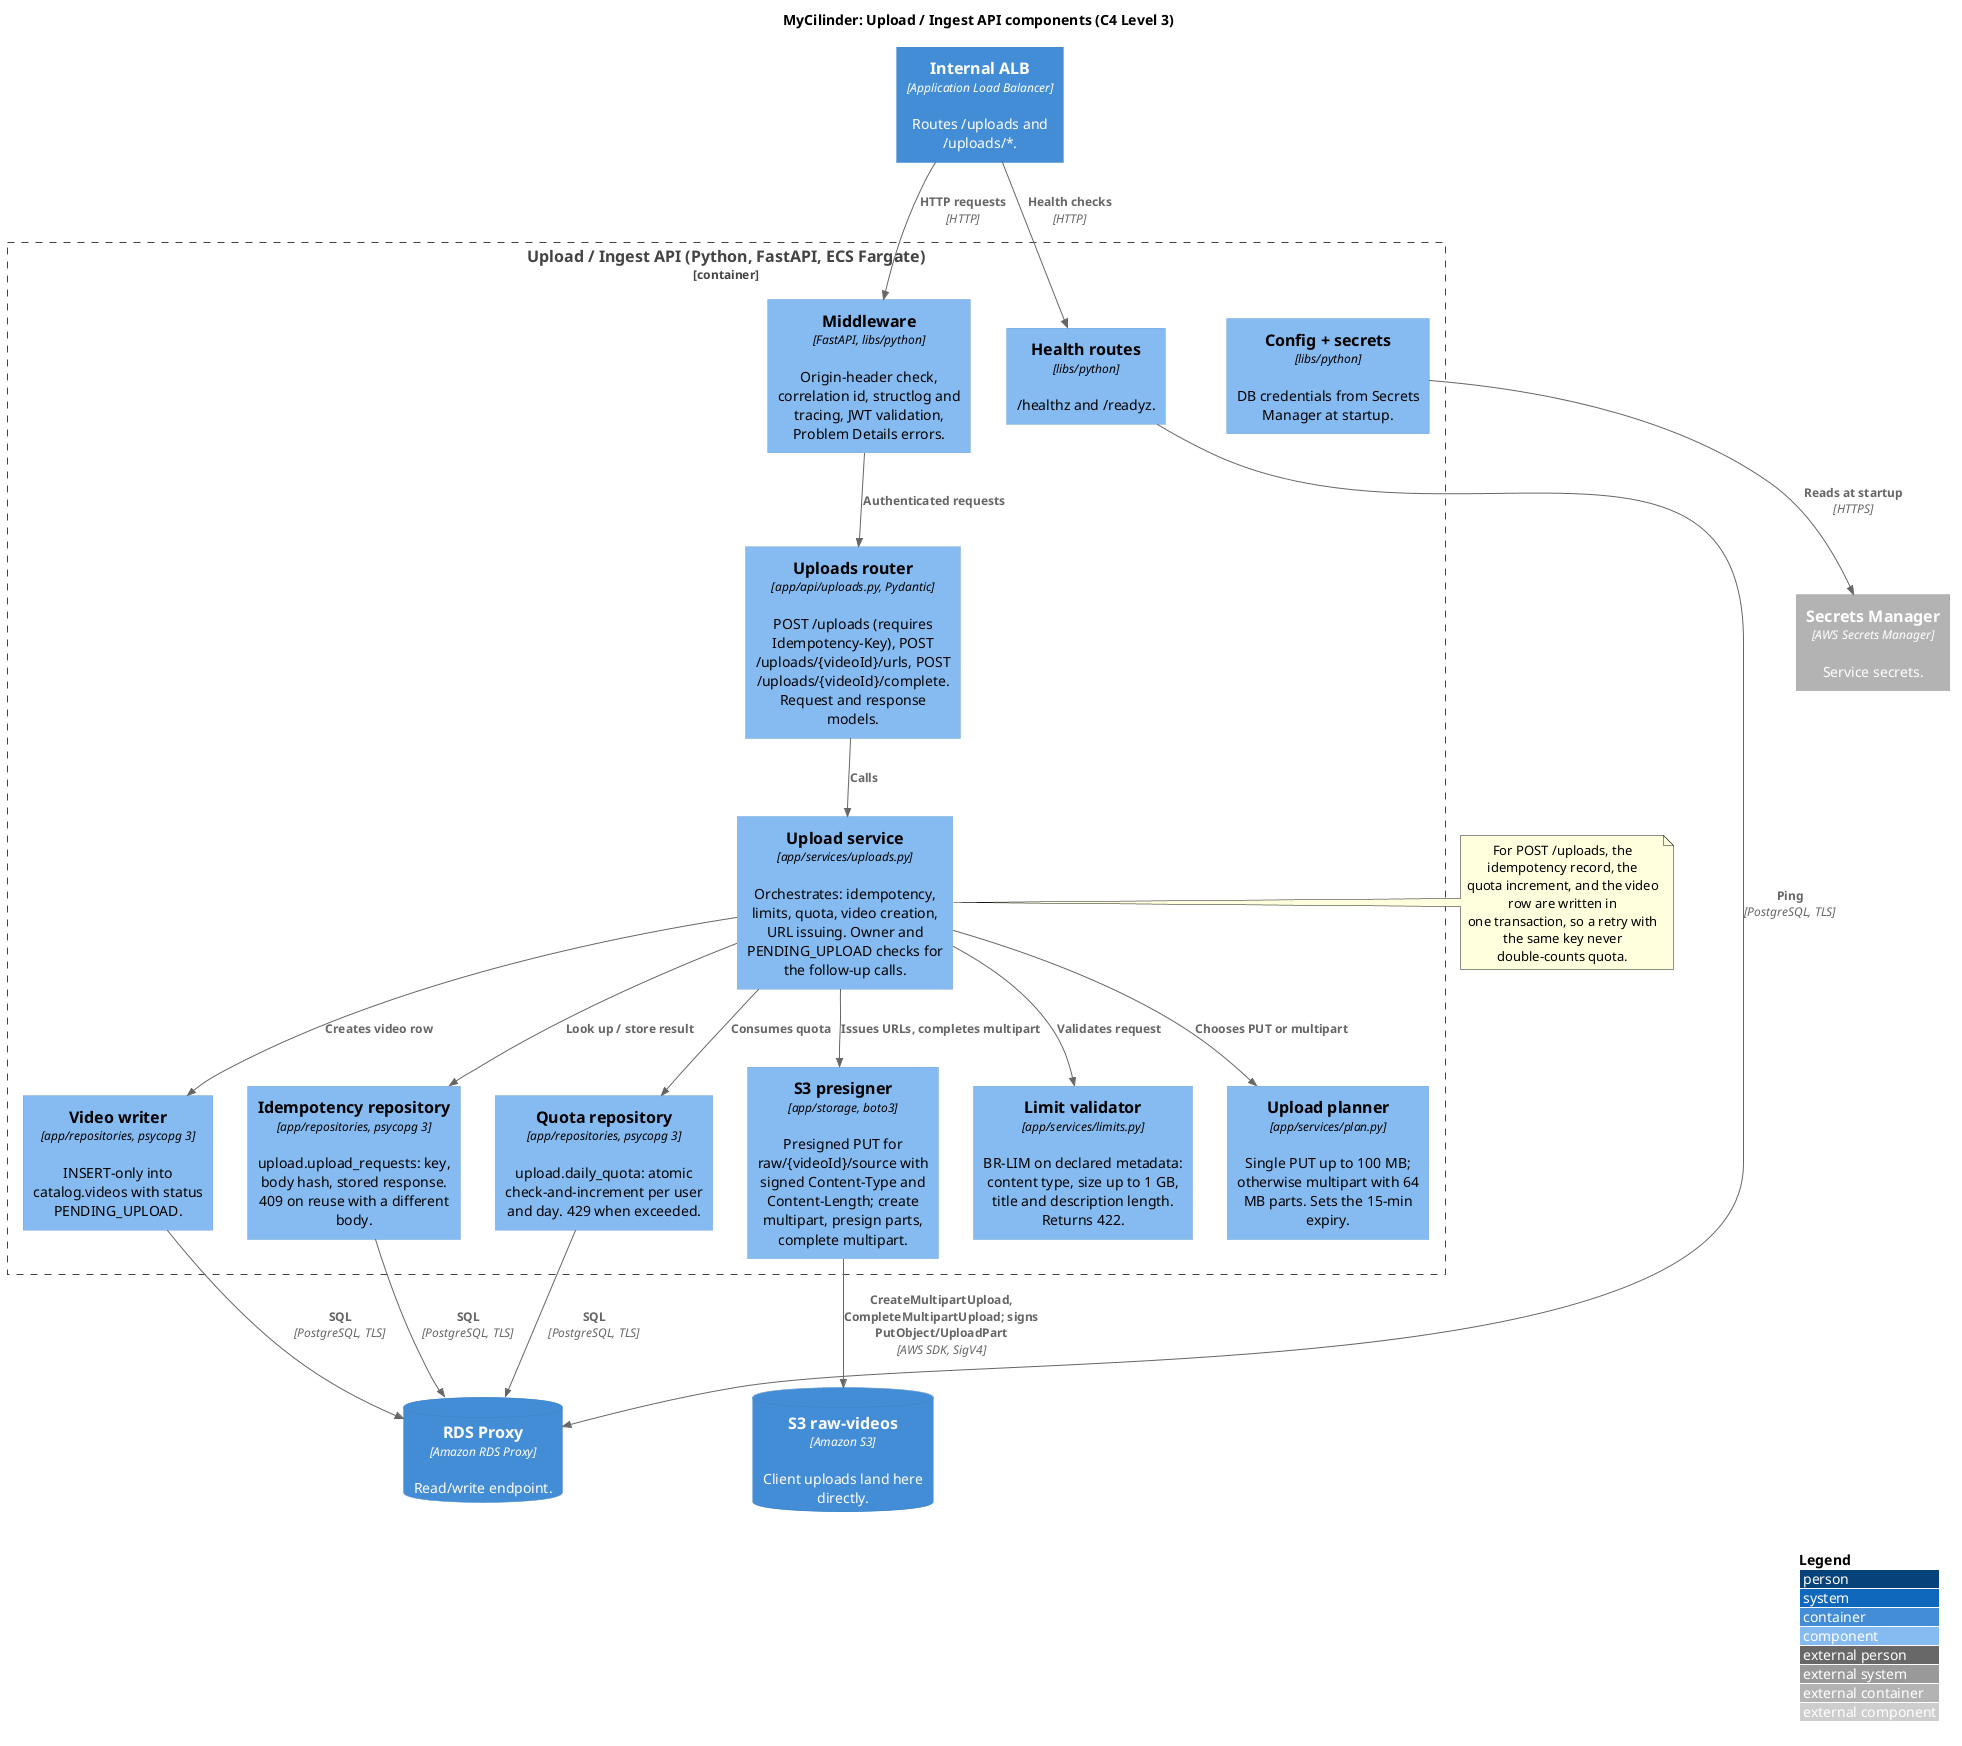 MyCilinder: Upload / Ingest API components (C4 Level 3)
Internal ALB
[Application Load Balancer]
Routes /uploads and
/uploads/*.
HTTP requests
[HTTP]
Health checks
[HTTP]
Upload / Ingest API (Python, FastAPI, ECS Fargate)
[container]
Middleware
[FastAPI, libs/python]
Origin-header check,
correlation id, structlog and
tracing, JWT validation,
Problem Details errors.
Health routes
[libs/python]
/healthz and /readyz.
Config + secrets
[libs/python]
DB credentials from Secrets
Manager at startup.
Authenticated requests
Reads at startup
[HTTPS]
Uploads router
[app/api/uploads.py, Pydantic]
POST /uploads (requires
Idempotency-Key), POST
/uploads/{videoId}/urls, POST
/uploads/{videoId}/complete.
Request and response
models.
Secrets Manager
[AWS Secrets Manager]
Service secrets.
Calls
Upload service
[app/services/uploads.py]
Orchestrates: idempotency,
limits, quota, video creation,
URL issuing. Owner and
PENDING_UPLOAD checks for
the follow-up calls.
For POST /uploads, the
idempotency record, the
quota increment, and the video
row are written in
one transaction, so a retry with
the same key never
double-counts quota.
Ping
[PostgreSQL, TLS]
Creates video row
Look up / store result
Consumes quota
Issues URLs, completes multipart
Validates request
Chooses PUT or multipart
Video writer
[app/repositories, psycopg 3]
INSERT-only into
catalog.videos with status
PENDING_UPLOAD.
Idempotency repository
[app/repositories, psycopg 3]
upload.upload_requests: key,
body hash, stored response.
409 on reuse with a different
body.
Quota repository
[app/repositories, psycopg 3]
upload.daily_quota: atomic
check-and-increment per user
and day. 429 when exceeded.
S3 presigner
[app/storage, boto3]
Presigned PUT for
raw/{videoId}/source with
signed Content-Type and
Content-Length; create
multipart, presign parts,
complete multipart.
Limit validator
[app/services/limits.py]
BR-LIM on declared metadata:
content type, size up to 1 GB,
title and description length.
Returns 422.
Upload planner
[app/services/plan.py]
Single PUT up to 100 MB;
otherwise multipart with 64
MB parts. Sets the 15-min
expiry.
SQL
[PostgreSQL, TLS]
SQL
[PostgreSQL, TLS]
SQL
[PostgreSQL, TLS]
CreateMultipartUpload,
CompleteMultipartUpload; signs
PutObject/UploadPart
[AWS SDK, SigV4]
RDS Proxy
[Amazon RDS Proxy]
Read/write endpoint.
S3 raw-videos
[Amazon S3]
Client uploads land here
directly.
Legend
person
system
container
component
external person
external system
external container
external component